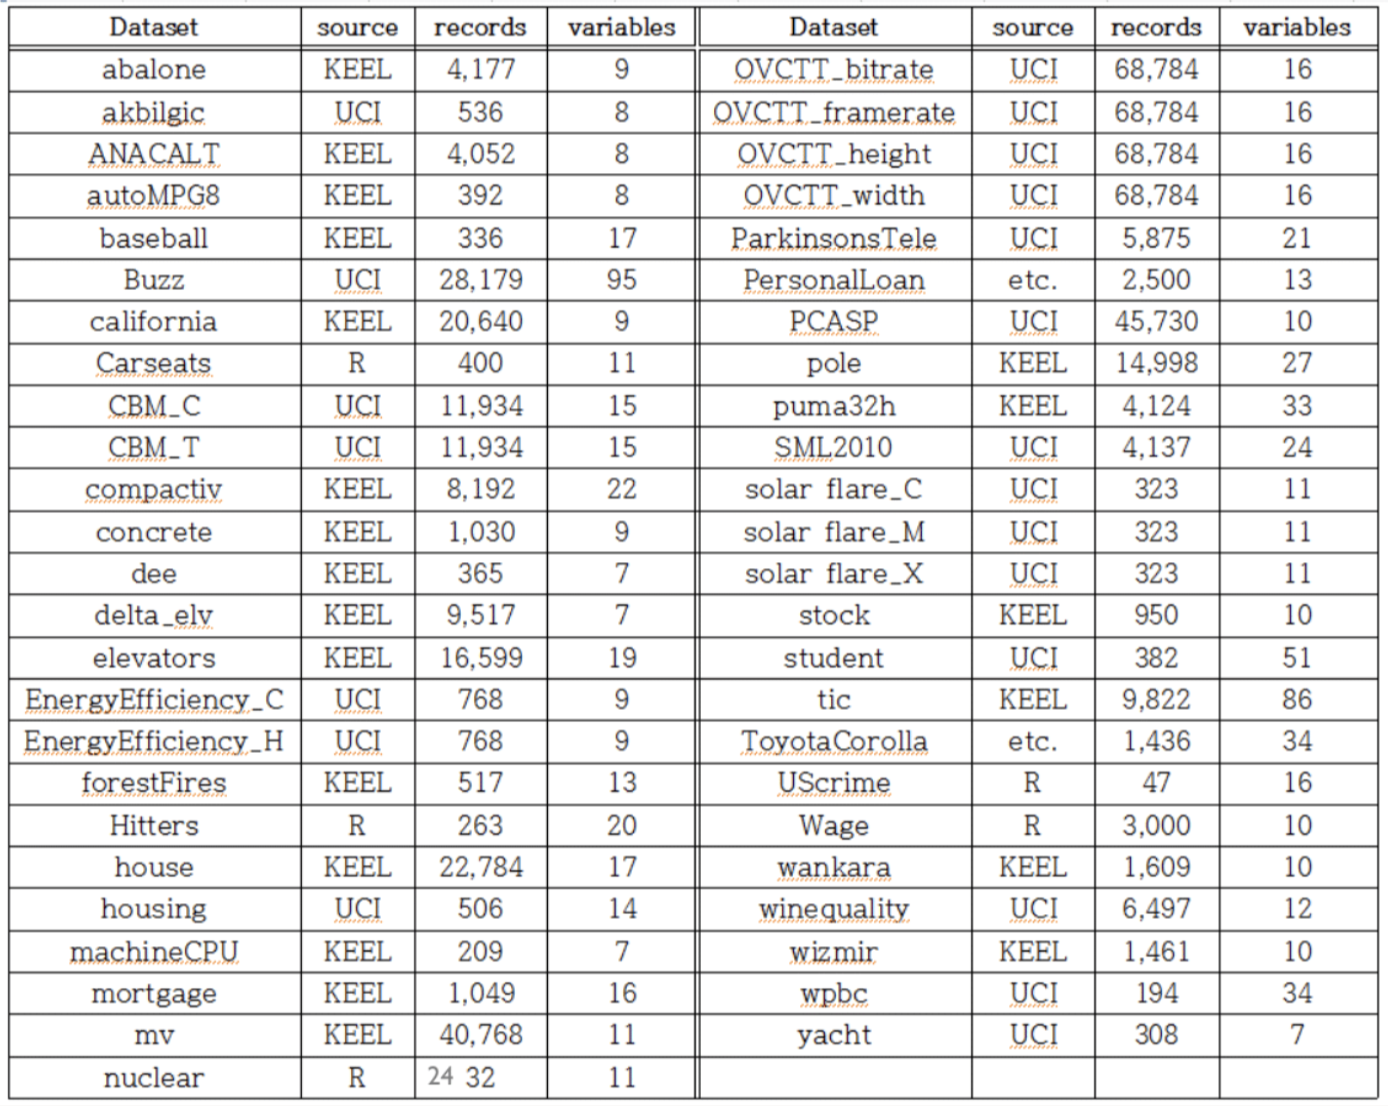 Dataset source records variables Dataset source records variables
abalone KEEL 4,177 9 OVCTT_bitrate UCI 68,784 16
akbilgic UCI 536 8 OVCTT_framerate UCI 68,784 16
ANACALT KEEL 4,052 8 OVCTT_height UCI 68,784 16
autoMPG8 KEEL 392 8 OVCTT_width UCI 68,784 16
baseball KEEL 336 17 ParkinsonsTele UCI 5,875 21
Buzz UCI 28,179 95 PersonalLoan etc. 2,500 13
california KEEL 20,640 9 PCASP UCI 45,730 10
Carseats R 400 11 pole KEEL 14,998 27
CBM_C UCI 11,934 15 puma32h KEEL 4,124 33
CBM_T UCI 11,934 15 SML2010 UCI 4,137 24
compactiv KEEL 8,192 22 solar flare_C UCI 323 11
concrete KEEL 1,030 9 solar flare_M UCI 323 11
dee KEEL 365 7 solar flare_X UCI 323 11
delta_elv KEEL 9,517 7 stock KEEL 950 10
elevators KEEL 16,599 19 student UCI 382 51
EnergyEfficiency_C UCI 768 9 tic KEEL 9,822 86
EnergyEfficiency_H UCI 768 9 ToyotaCorolla etc. 1,436 34
forestFires KEEL 517 13 UScrime R 47 16
Hitters R 263 20 Wage R 3,000 10
house KEEL 22,784 17 wankara KEEL 1,609 10
housing UCI 506 14 winequality UCI 6,497 12
machineCPU KEEL 209 7 wizmir KEEL 1,461 10
mortgage KEEL 1,049 16 wpbc UCI 194 34
mv KEEL 40,768 11 yacht UCI 308 7
nuclear R 24 32 11